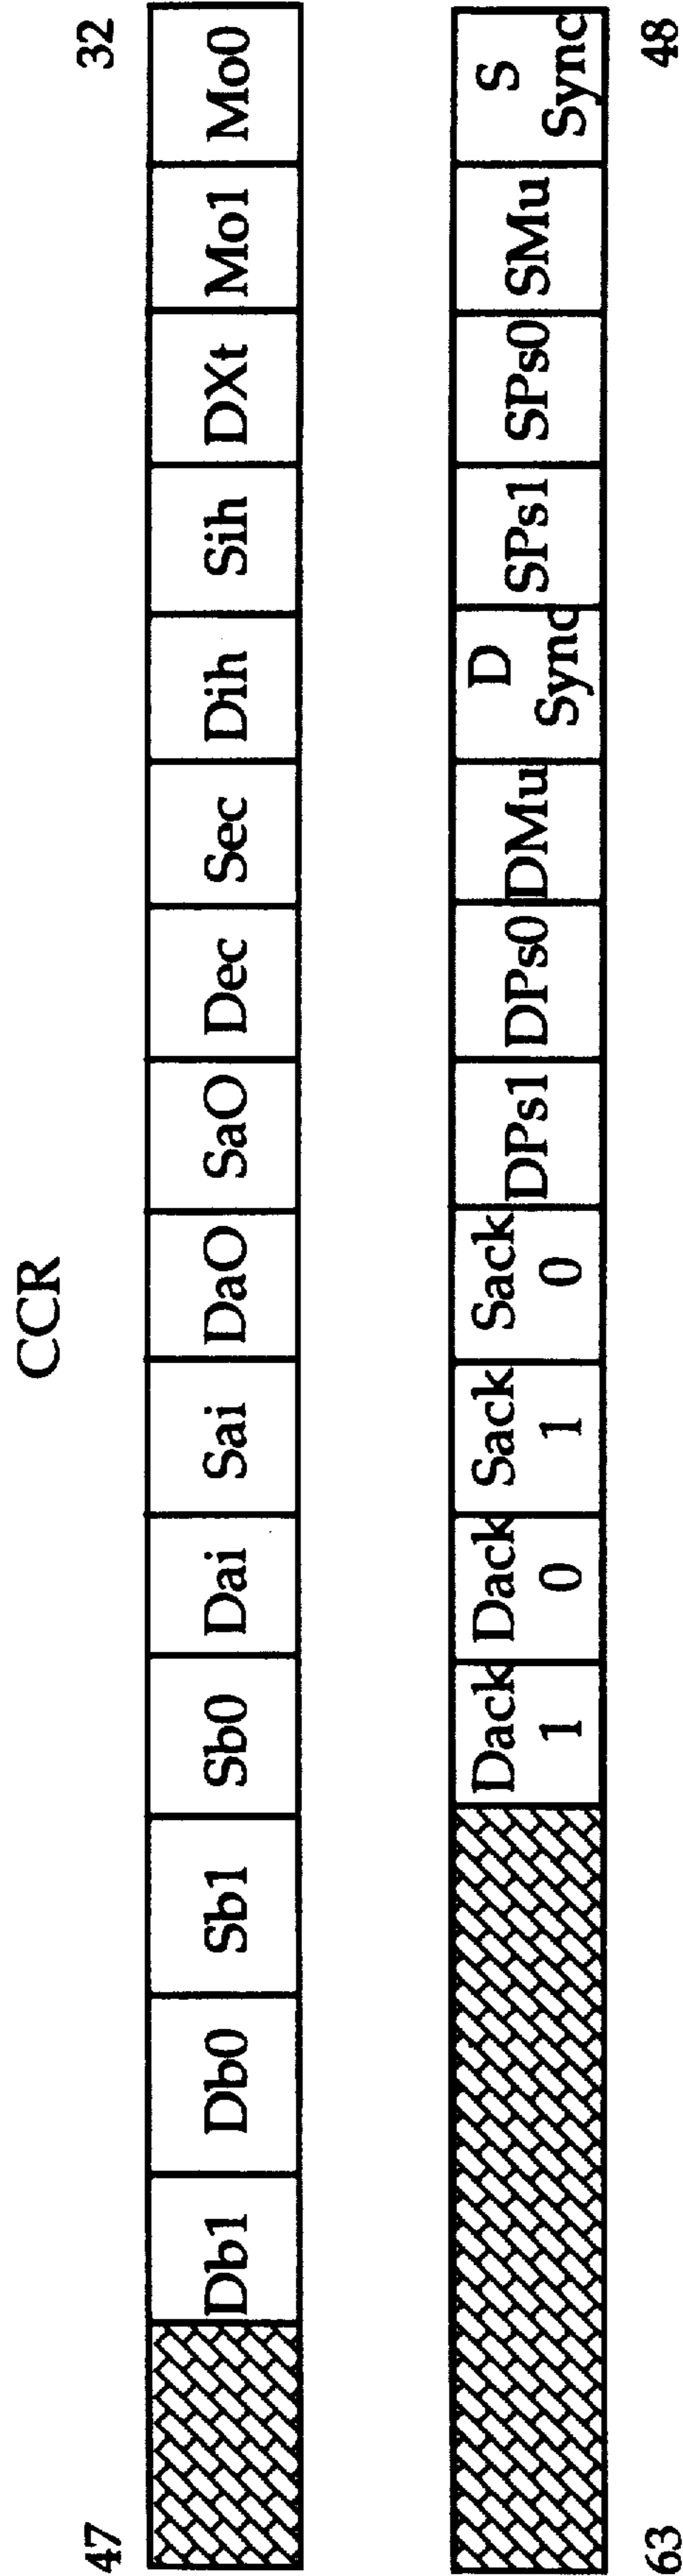 CCR
47 32
Db1 Db0 Sb1 Sb0 Dai Sai DaO SaO Dec Sec Dih Sih DXt Mo1 Mo0
Dack 1 Dack 0 Sack 1 Sack 0 DPs1 DPs0 DMu D Sync SPs1 SPs0 SMu S Sync
63 48